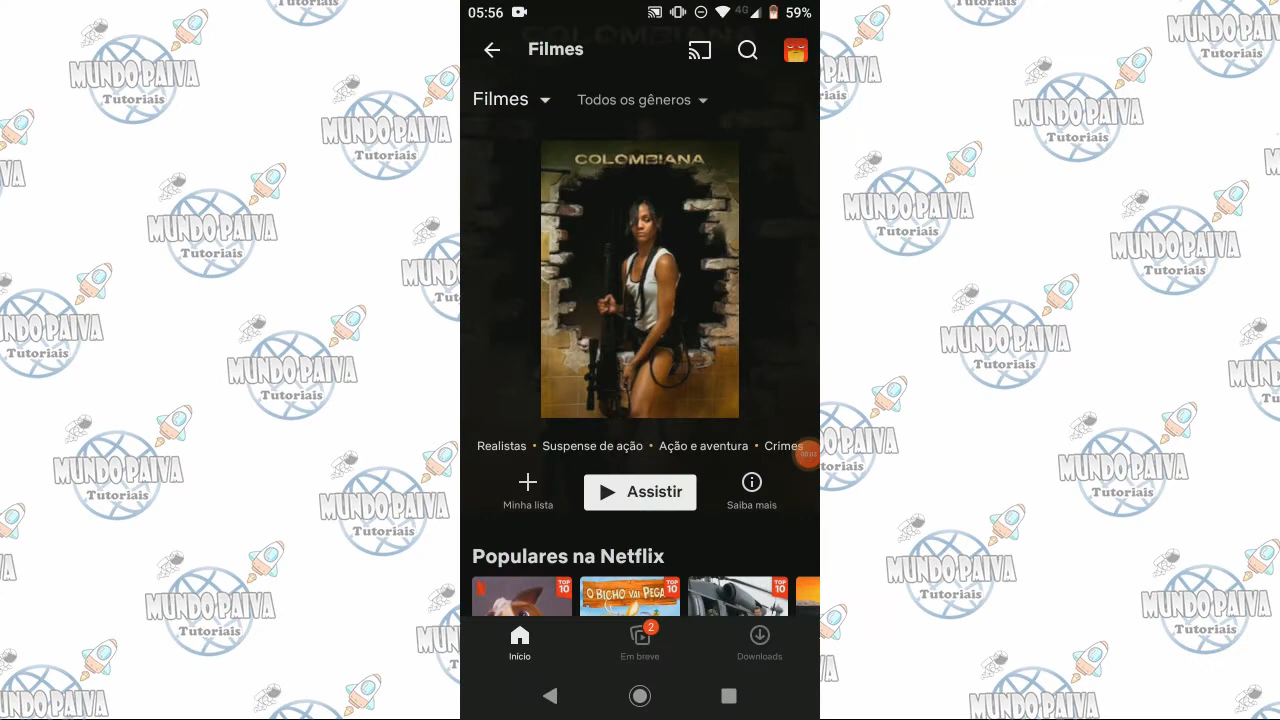 05:56
4G
59%
Filmes
Filmes
Todos os gêneros
COLOMBIANA
Realistas • Suspense de ação • Ação e aventura • Crimes
Minha lista
Assistir
Saiba mais
Populares na Netflix
TOP 10
O BICHO VAI PEGA
TOP 10
TOP 10
Início
2
Em breve
Downloads
MUNDO PAIVA
Tutoriais